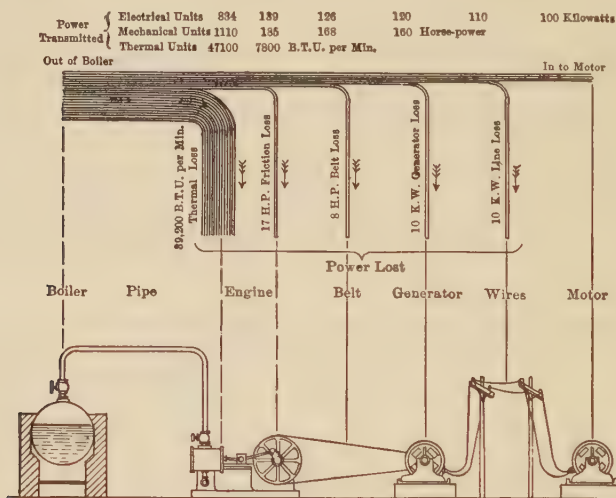 Power Transmitted
Electrical Units 834 139 126 120 110 100 Kilowatts
Mechanical Units 1110 185 168 160 Horse-power
Thermal Units 47100 7800 B.T.U. per Min.
Out of Boiler
In to Motor
39,200 B.T.U. per Min.
Thermal Loss
17 H.P. Friction Loss
8 H.P. Belt Loss
10 K.W. Generator Loss
10 K.W. Line Loss
Power Lost
Boiler Pipe Engine Belt Generator Wires Motor